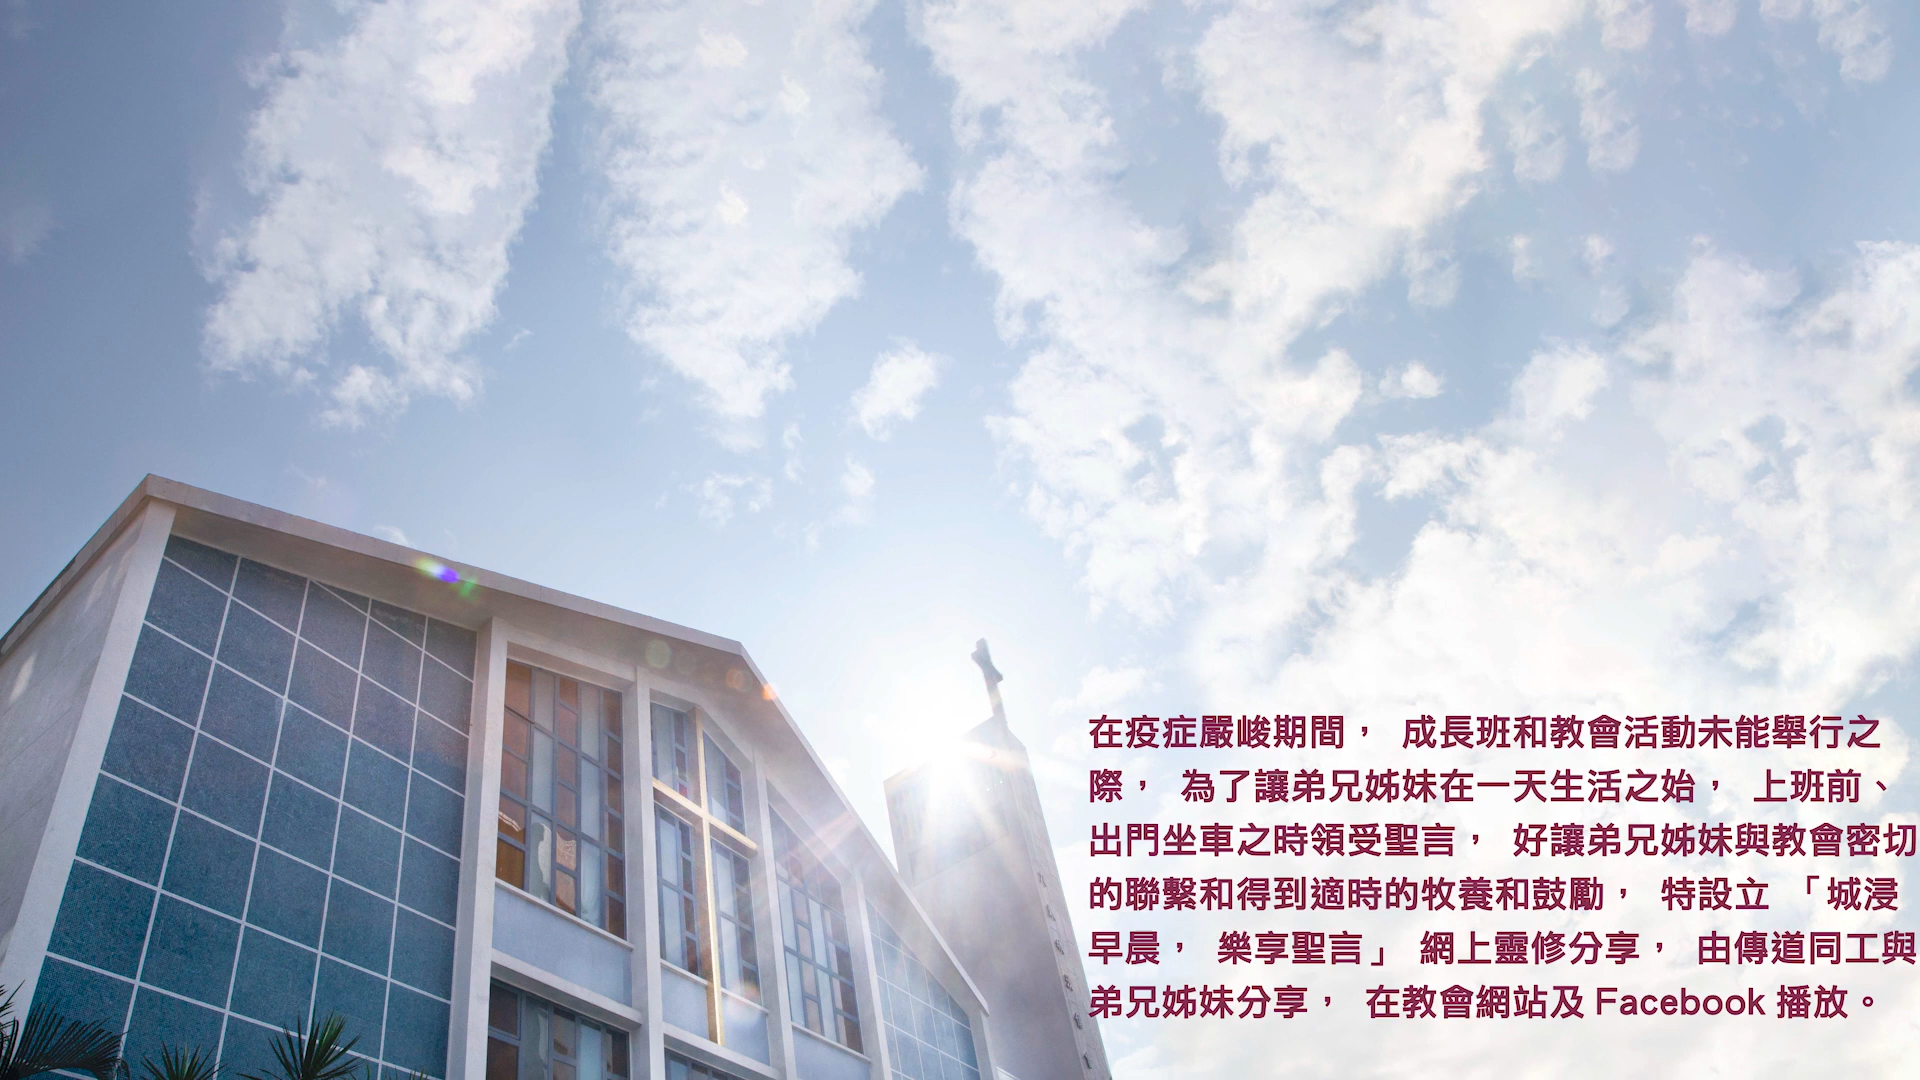 在疫症嚴峻期間， 成長班和教會活動未能舉行之
際， 為了讓弟兄姊妹在一天生活之始， 上班前、
出門坐車之時領受聖言， 好讓弟兄姊妹與教會密切
的聯繫和得到適時的牧養和鼓勵， 特設立 「城浸
早晨， 樂享聖言」 網上靈修分享， 由傳道同工與
弟兄姊妹分享， 在教會網站及 Facebook 播放。